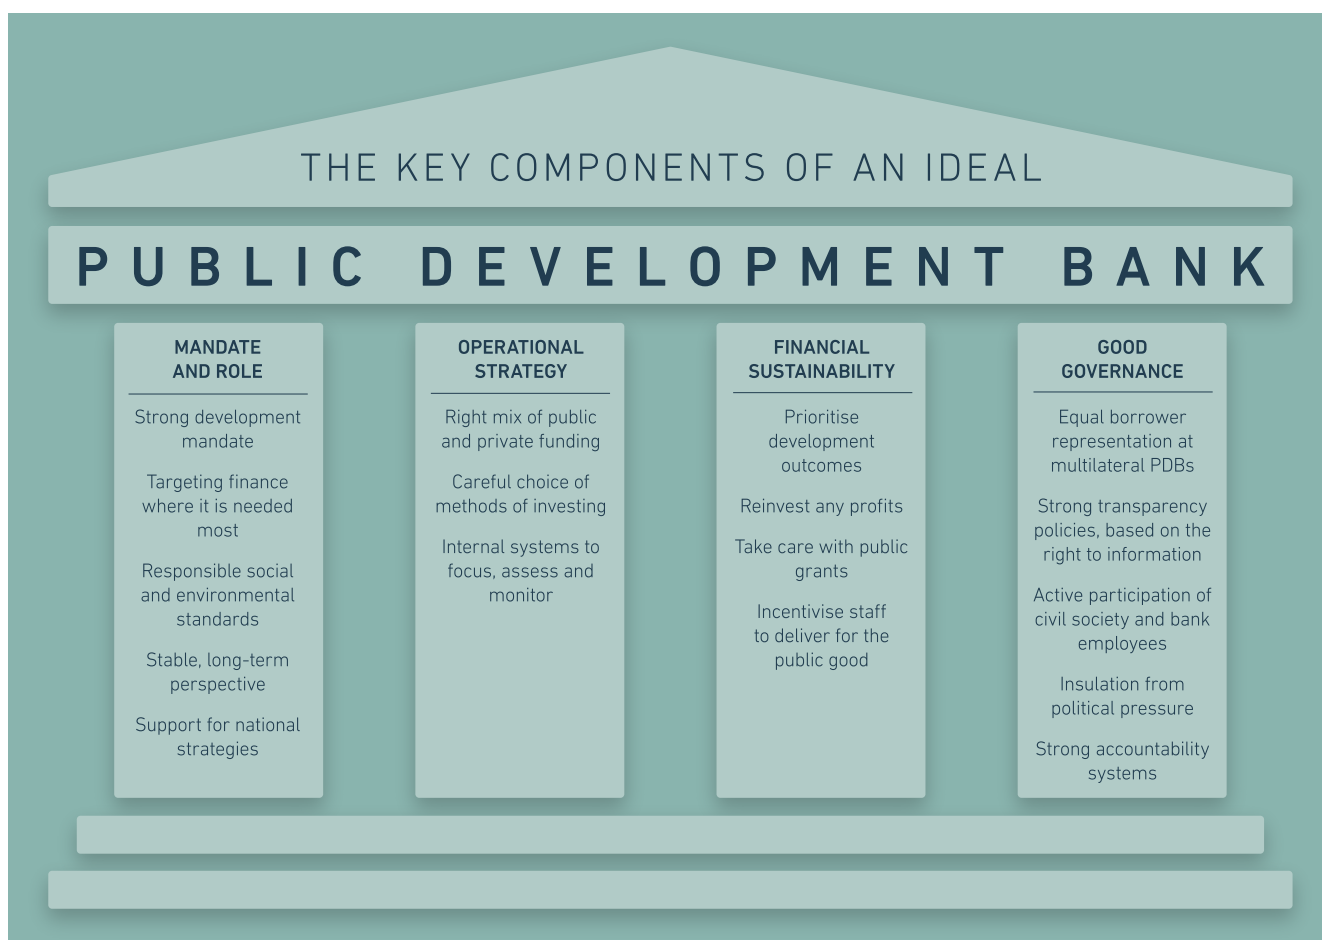 THE KEY COMPONENTS OF AN IDEAL
PUBLIC DEVELOPMENT BANK
MANDATE
AND ROLE
Strong development
mandate
Targeting finance
where it is needed
most
Responsible social
and environmental
standards
Stable, long-term
perspective
Support for national
strategies
OPERATIONAL
STRATEGY
Right mix of public
and private funding
Careful choice of
methods of investing
Internal systems to
focus, assess and
monitor
FINANCIAL
SUSTAINABILITY
Prioritise
development
outcomes
Reinvest any profits
Take care with public
grants
Incentivise staff
to deliver for the
public good
GOOD
GOVERNANCE
Equal borrower
representation at
multilateral PDBs
Strong transparency
policies, based on the
right to information
Active participation of
civil society and bank
employees
Insulation from
political pressure
Strong accountability
systems